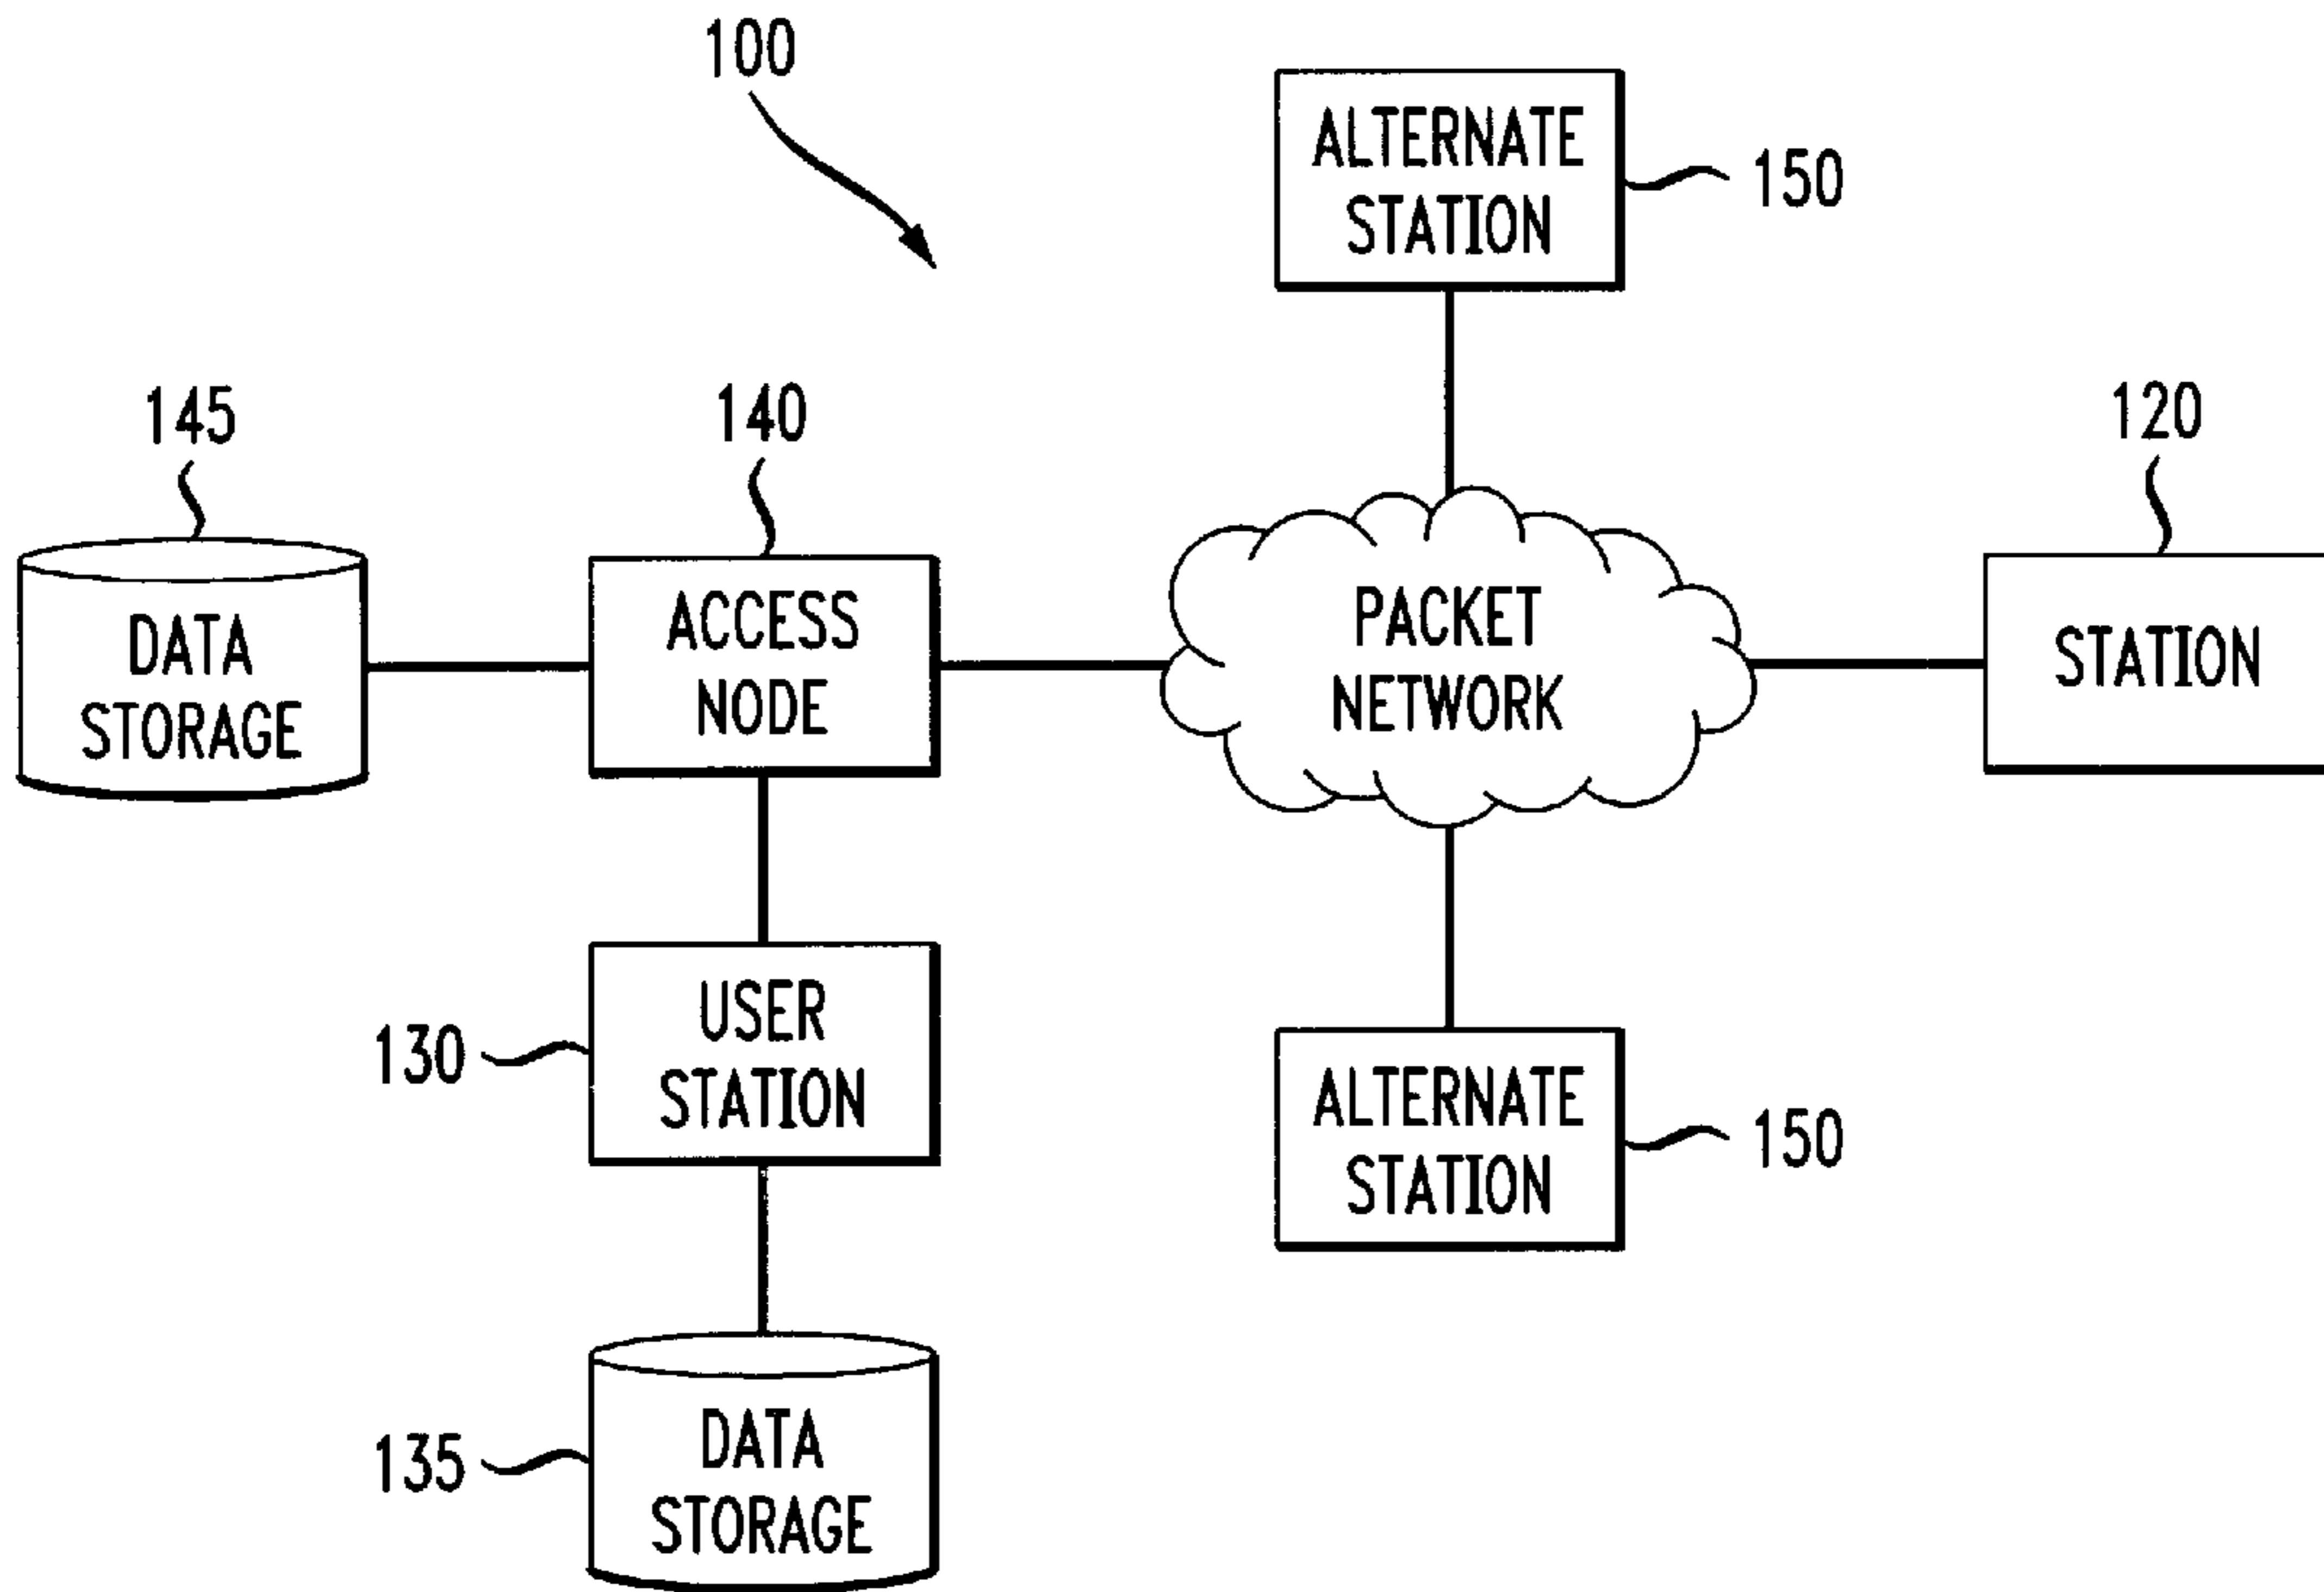 100
ALTERNATE
STATION
150
145
140
120
DATA
STORAGE
ACCESS
NODE
PACKET
NETWORK
STATION
USER
STATION
130
ALTERNATE
STATION
150
135
DATA
STORAGE